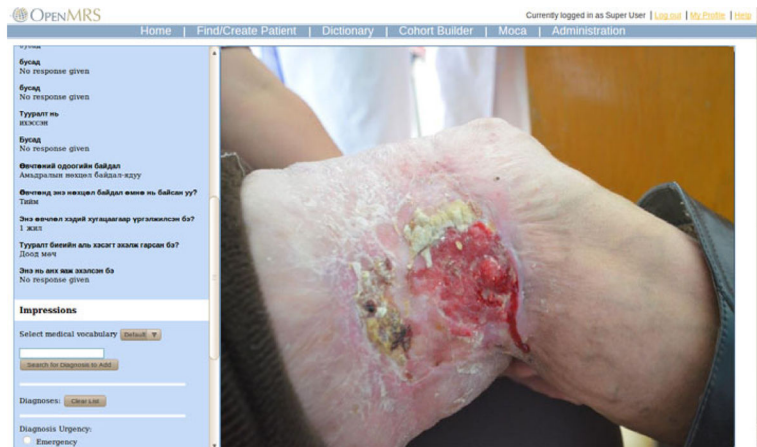 OPENMRS
Currently logged in as Super User | Log out | My Profile | Help
Home | Find/Create Patient | Dictionary | Cohort Builder | Moca | Administration
бусад
No response given
бусад
No response given
Тууралт нь
ихэссэн
Бусад
No response given
Өвчтөний одоогийн байдал
Амьдралын нөхцөл байдал-ядуу
Өвчтөнд энэ нөхцөл байдал өмнө нь байсан уу?
Тийм
Энэ өвчлөл хэдий хугацаагаар үргэлжилсэн бэ?
1 жил
Тууралт биеийн аль хэсэгт эхэлж гарсан бэ?
Доод мөч
Энэ нь анх яаж эхэлсэн бэ
No response given
Impressions
Select medical vocabulary Default
Search for Diagnosis to Add
Diagnoses: Clear List
Diagnosis Urgency:
Emergency